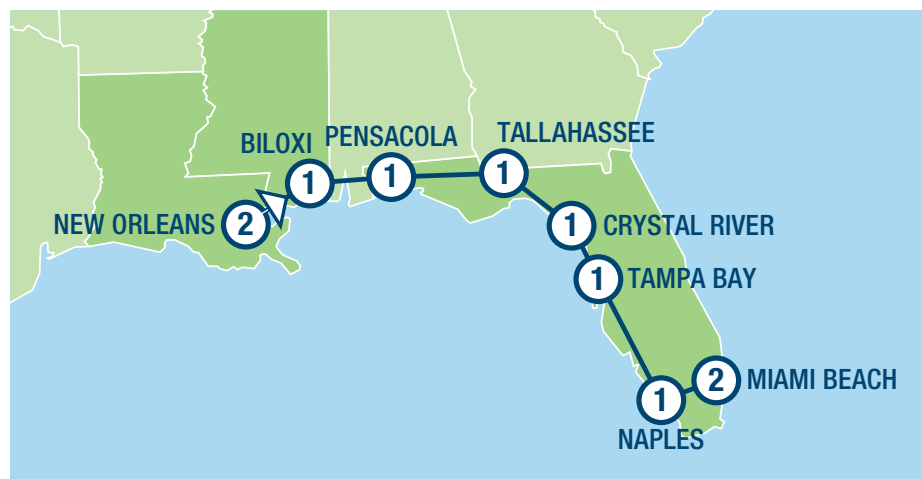 TALLAHASSEE
PENSACOLA
BILOXI
1
1
1
NEW ORLEANS 2
1 CRYSTAL RIVER
1 TAMPA BAY
2 MIAMI BEACH
1
NAPLES